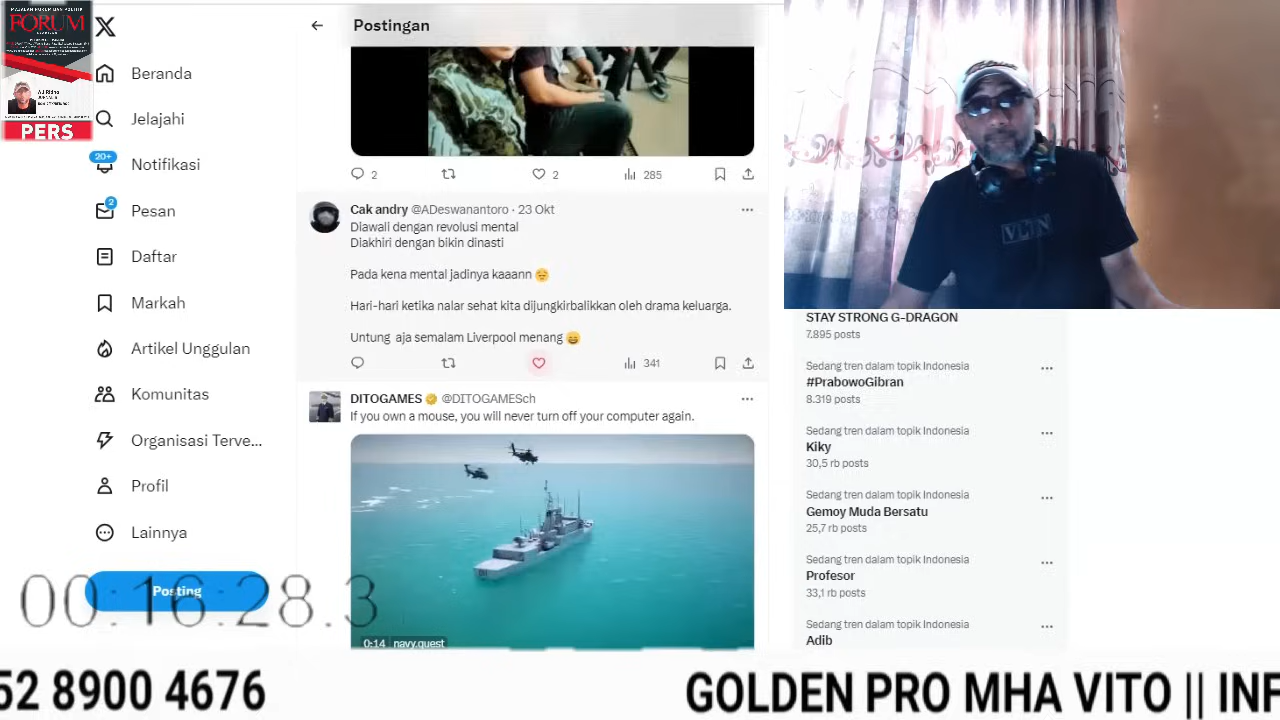 FORUM
PERS
Beranda
Jelajahi
20+
Notifikasi
2
Pesan
Daftar
Markah
Artikel Unggulan
Komunitas
Organisasi Terve...
Profil
Lainnya
Posting
00:16:28.3
Postingan
2 2 285
Cak andry @ADeswanantoro · 23 Okt
Diawali dengan revolusi mental
Diakhiri dengan bikin dinasti
Pada kena mental jadinya kaaann 😔
Hari-hari ketika nalar sehat kita dijungkirbalikkan oleh drama keluarga.
Untung aja semalam Liverpool menang 😄
341
DITOGAMES @DITOGAMESch
If you own a mouse, you will never turn off your computer again.
0:14 navy.quest
VLTN
STAY STRONG G-DRAGON
7.895 posts
Sedang tren dalam topik Indonesia
#PrabowoGibran
8.319 posts
Sedang tren dalam topik Indonesia
Kiky
30,5 rb posts
Sedang tren dalam topik Indonesia
Gemoy Muda Bersatu
25,7 rb posts
Sedang tren dalam topik Indonesia
Profesor
33,1 rb posts
Sedang tren dalam topik Indonesia
Adib
52 8900 4676 GOLDEN PRO MHA VITO || INF